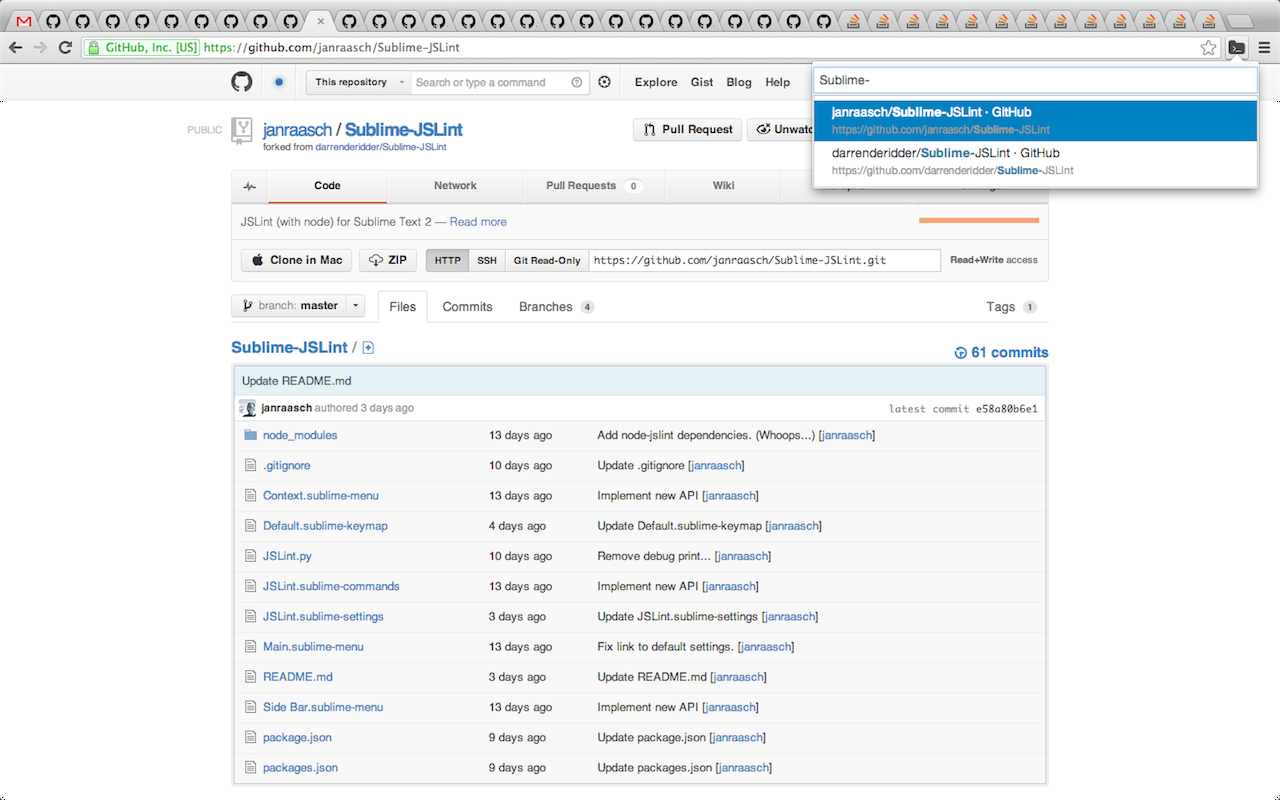 GitHub, Inc. [US] https://github.com/janraasch/Sublime-JSLint
This repository Search or type a command Explore Gist Blog Help
Sublime-
janraasch/Sublime-JSLint · GitHub
https://github.com/janraasch/Sublime-JSLint
darrenderidder/Sublime-JSLint · GitHub
https://github.com/darrenderidder/Sublime-JSLint
PUBLIC janraasch / Sublime-JSLint Pull Request Unwatc
forked from darrenderidder/Sublime-JSLint
Code Network Pull Requests 0 Wiki
JSLint (with node) for Sublime Text 2 — Read more
Clone in Mac ZIP HTTP SSH Git Read-Only https://github.com/janraasch/Sublime-JSLint.git Read+Write access
branch: master Files Commits Branches 4 Tags 1
Sublime-JSLint / 61 commits
Update README.md
janraasch authored 3 days ago latest commit e58a80b6e1
node_modules 13 days ago Add node-jslint dependencies. (Whoops...) [janraasch]
.gitignore 10 days ago Update .gitignore [janraasch]
Context.sublime-menu 13 days ago Implement new API [janraasch]
Default.sublime-keymap 4 days ago Update Default.sublime-keymap [janraasch]
JSLint.py 10 days ago Remove debug print... [janraasch]
JSLint.sublime-commands 13 days ago Implement new API [janraasch]
JSLint.sublime-settings 3 days ago Update JSLint.sublime-settings [janraasch]
Main.sublime-menu 13 days ago Fix link to default settings. [janraasch]
README.md 3 days ago Update README.md [janraasch]
Side Bar.sublime-menu 13 days ago Implement new API [janraasch]
package.json 9 days ago Update package.json [janraasch]
packages.json 9 days ago Update packages.json [janraasch]